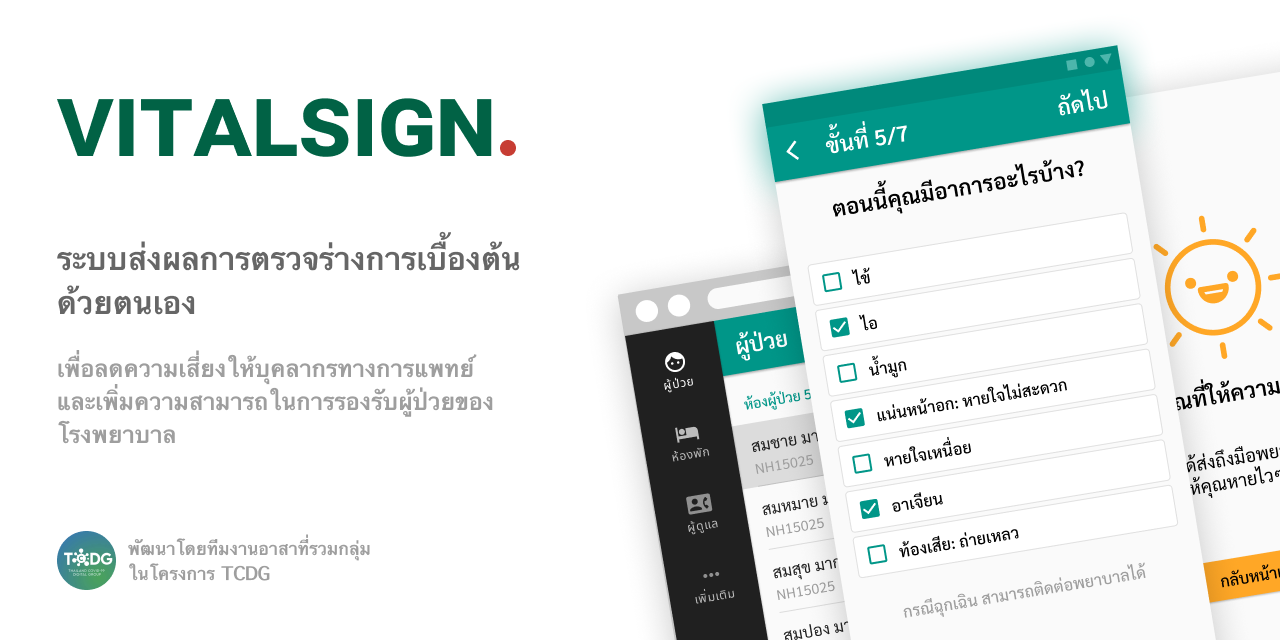 VITALSIGN.
ระบบส่งผลการตรวจร่างการเบื้องต้น
ด้วยตนเอง
เพื่อลดความเสี่ยงให้บุคลากรทางการแพทย์
และเพิ่มความสามารถในการรองรับผู้ป่วยของ
โรงพยาบาล
TCDG
พัฒนาโดยทีมงานอาสาที่รวมกลุ่ม
ในโครงการ TCDG
ผู้ป่วย
ห้องพัก
ผู้ดูแล
เพิ่มเติม
ผู้ป่วย
ห้องผู้ป่วย 5
สมชาย มา
NH15025
สมหมาย
NH15025
สมสุข มาก
NH15025
สมปอง มา
ขั้นที่ 5/7
ถัดไป
ตอนนี้คุณมีอาการอะไรบ้าง?
ไข้
ไอ
น้ำมูก
แน่นหน้าอก: หายใจไม่สะดวก
หายใจเหนื่อย
อาเจียน
ท้องเสีย: ถ่ายเหลว
กรณีฉุกเฉิน สามารถติดต่อพยาบาลได้
ณที่ให้ความ
ส่งถึงมือพยา
ห้คุณหายไวๆ
กลับหน้า